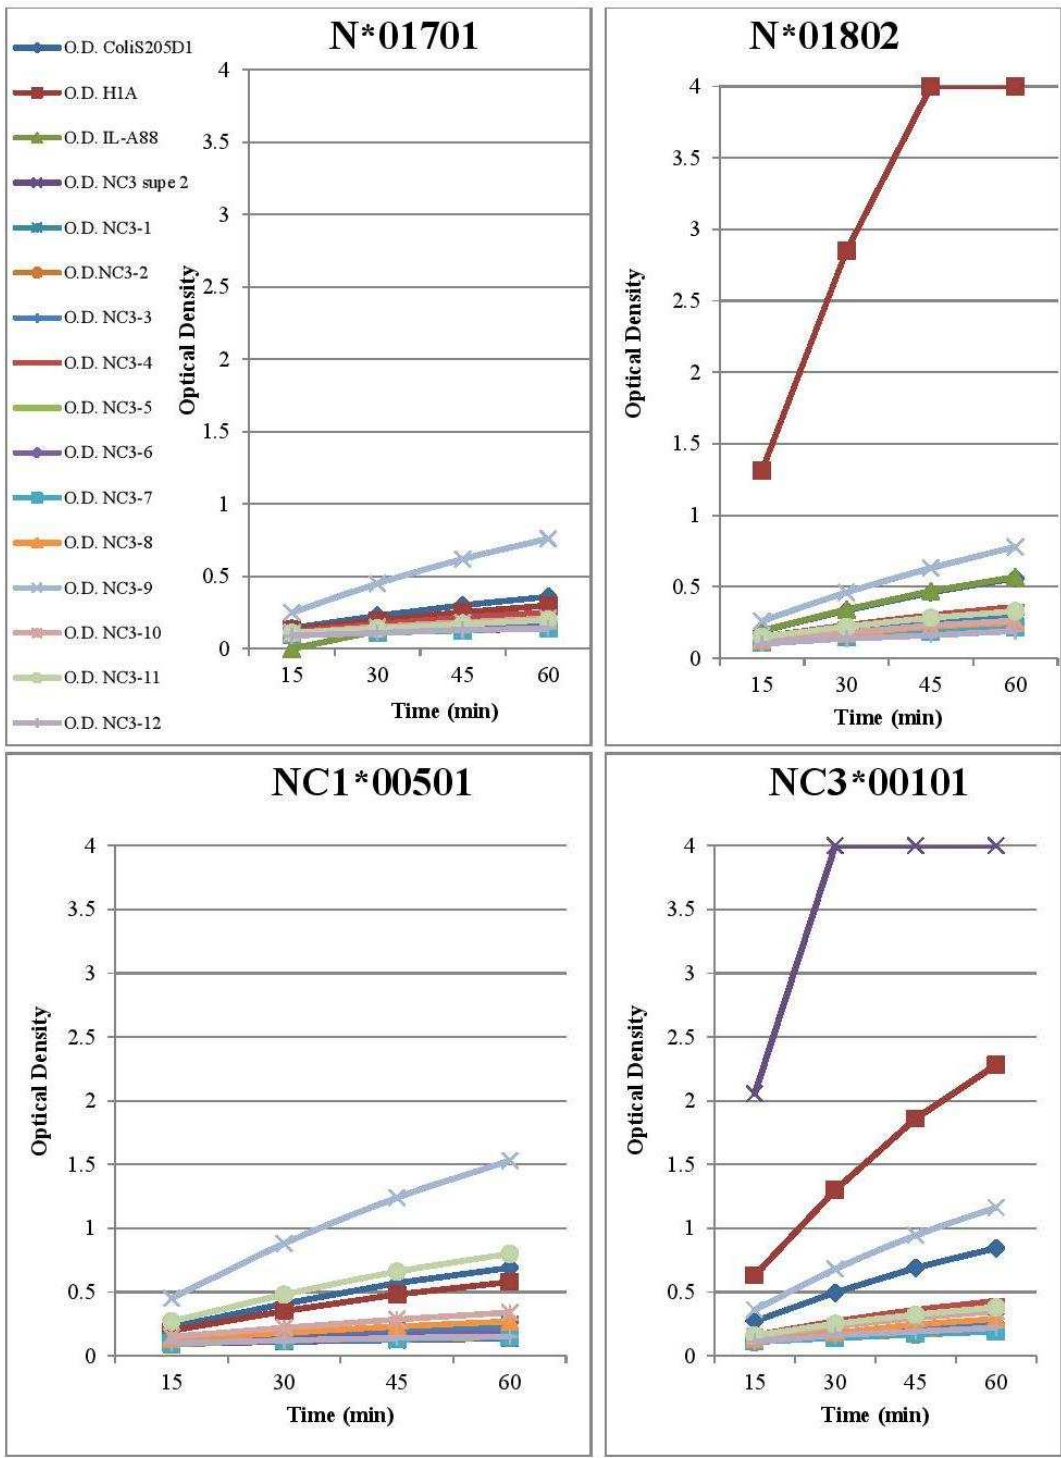 N*01701
O.D. ColiS205D1
O.D. H1A
O.D. IL-A88
O.D. NC3 supe 2
O.D. NC3-1
O.D.NC3-2
O.D. NC3-3
O.D. NC3-4
O.D. NC3-5
O.D. NC3-6
O.D. NC3-7
O.D. NC3-8
O.D. NC3-9
O.D. NC3-10
O.D. NC3-11
O.D. NC3-12
Optical Density
4
3.5
3
2.5
2
1.5
1
0.5
0
15 30 45 60
Time (min)
N*01802
Optical Density
4
3.5
3
2.5
2
1.5
1
0.5
0
15 30 45 60
Time (min)
NC1*00501
Optical Density
4
3.5
3
2.5
2
1.5
1
0.5
0
15 30 45 60
Time (min)
NC3*00101
Optical Density
4
3.5
3
2.5
2
1.5
1
0.5
0
15 30 45 60
Time (min)